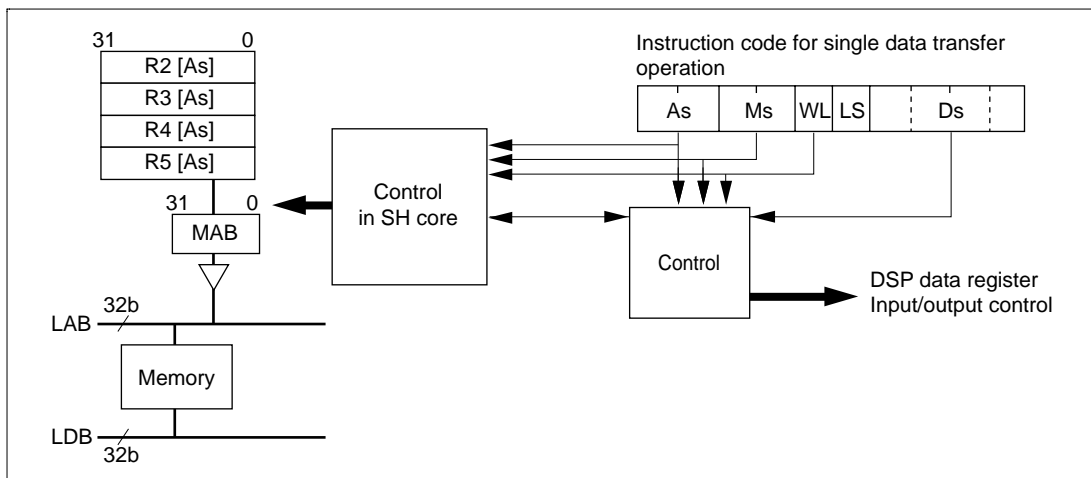 31 0
R2 [As]
R3 [As]
R4 [As]
R5 [As]
31 0
MAB
32b
LAB
Memory
LDB
32b
Control
in SH core
Instruction code for single data transfer
operation
As Ms WL LS Ds
Control
DSP data register
Input/output control